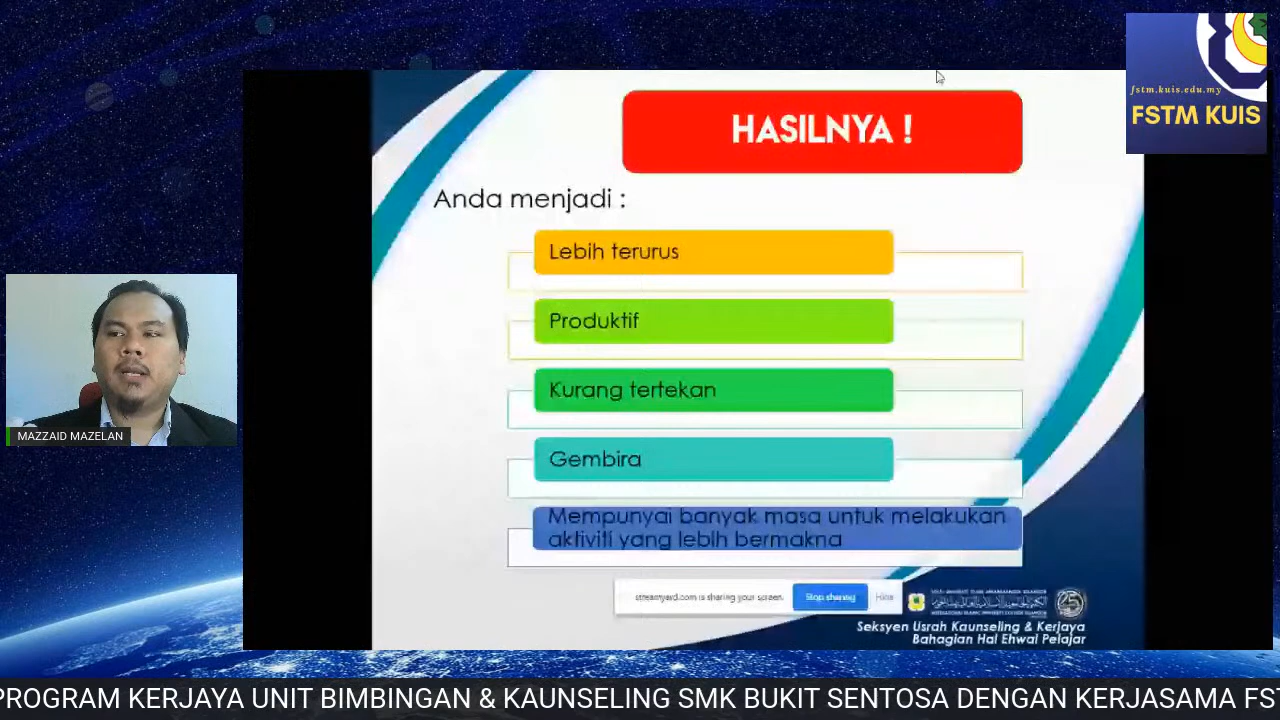 fstm.kuis.edu.my
FSTM KUIS
HASILNYA !
Anda menjadi :
Lebih terurus
Produktif
Kurang tertekan
Gembira
Mempunyai banyak masa untuk melakukan
aktiviti yang lebih bermakna
MAZZAID MAZELAN
streamyard.com is sharing your screen.
Stop sharing
Hide
25
Seksyen Usrah Kaunseling & Kerjaya
Bahagian Hal Ehwal Pelajar
PROGRAM KERJAYA UNIT BIMBINGAN & KAUNSELING SMK BUKIT SENTOSA DENGAN KERJASAMA FST